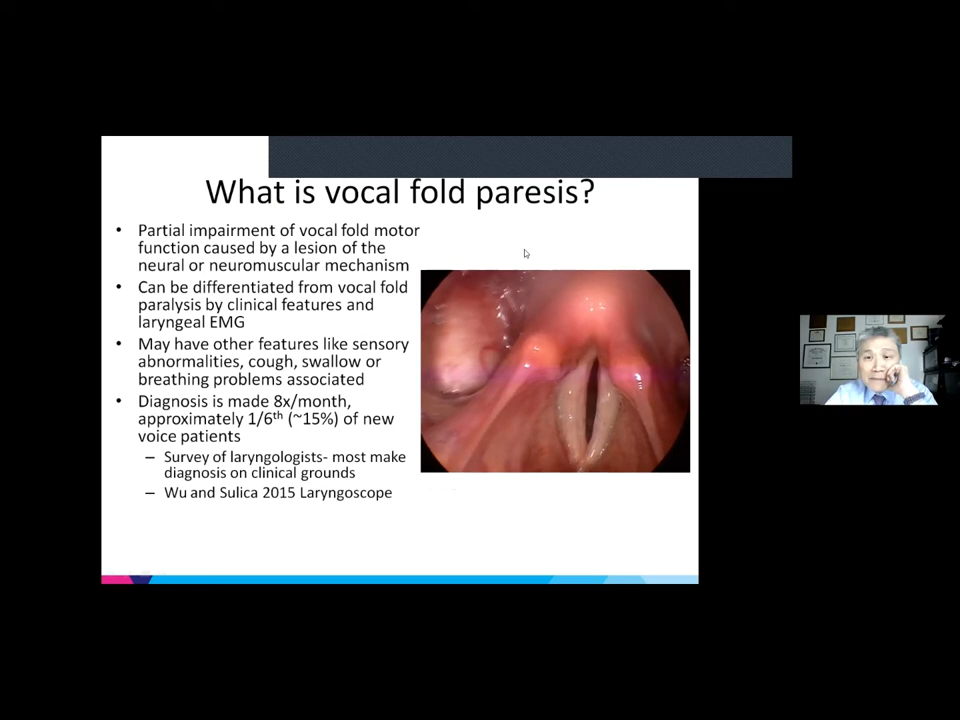 What is vocal fold paresis?
• Partial impairment of vocal fold motor
function caused by a lesion of the
neural or neuromuscular mechanism
• Can be differentiated from vocal fold
paralysis by clinical features and
laryngeal EMG
• May have other features like sensory
abnormalities, cough, swallow or
breathing problems associated
• Diagnosis is made 8x/month,
approximately 1/6th (~15%) of new
voice patients
– Survey of laryngologists- most make
diagnosis on clinical grounds
– Wu and Sulica 2015 Laryngoscope